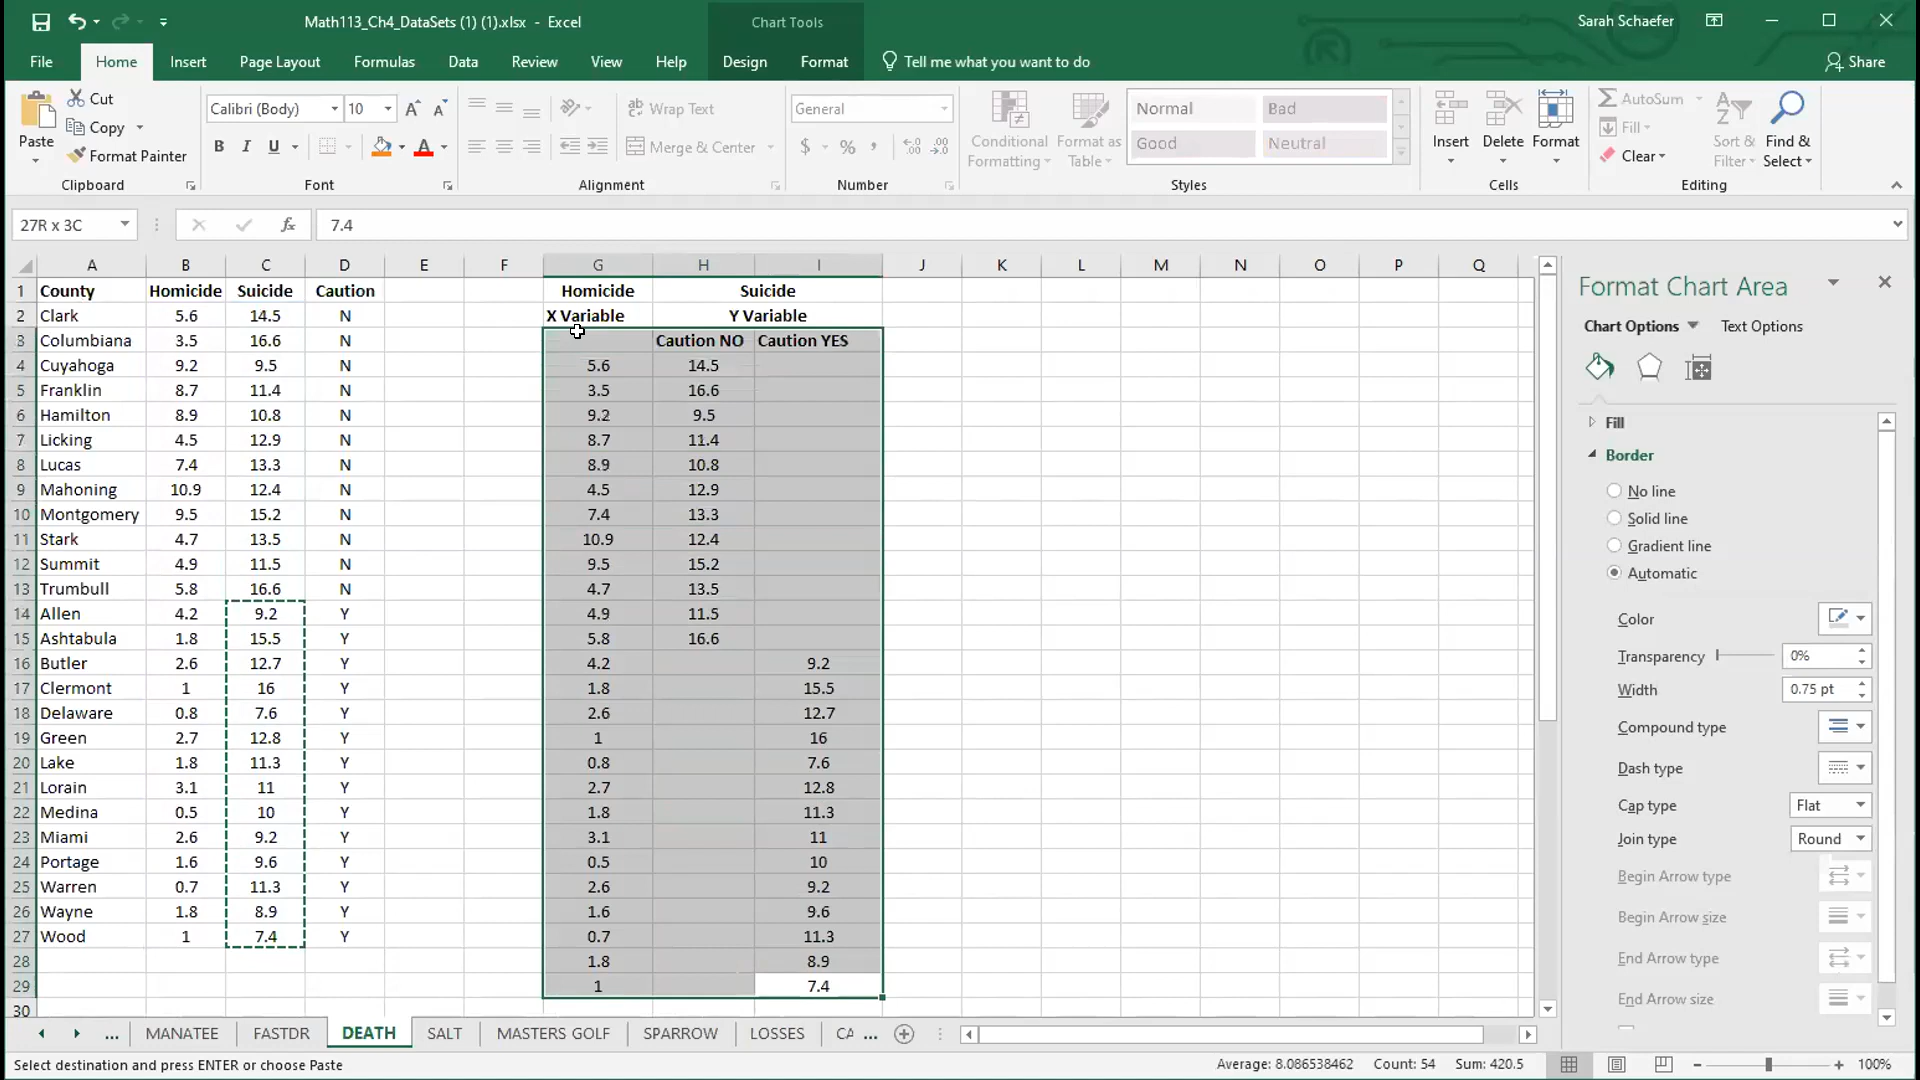 Math113_Ch4_DataSets (1) (1).xlsx - Excel
Chart Tools
Sarah Schaefer
File Home Insert Page Layout Formulas Data Review View Help Design Format Tell me what you want to do Share
Paste
Cut
Copy
Format Painter
Clipboard
Calibri (Body) 10
B I U A
Font
Wrap Text
Merge & Center
Alignment
General
$ % ,
Number
Conditional Formatting
Format as Table
Normal Bad
Good Neutral
Styles
Insert Delete Format
Cells
AutoSum
Fill
Clear
Sort & Filter
Find & Select
Editing
27R x 3C fx 7.4
A B C D E F G H I J K L M N O P Q
1 County Homicide Suicide Caution Homicide Suicide
2 Clark 5.6 14.5 N X Variable Y Variable
3 Columbiana 3.5 16.6 N Caution NO Caution YES
4 Cuyahoga 9.2 9.5 N 5.6 14.5
5 Franklin 8.7 11.4 N 3.5 16.6
6 Hamilton 8.9 10.8 N 9.2 9.5
7 Licking 4.5 12.9 N 8.7 11.4
8 Lucas 7.4 13.3 N 8.9 10.8
9 Mahoning 10.9 12.4 N 4.5 12.9
10 Montgomery 9.5 15.2 N 7.4 13.3
11 Stark 4.7 13.5 N 10.9 12.4
12 Summit 4.9 11.5 N 9.5 15.2
13 Trumbull 5.8 16.6 N 4.7 13.5
14 Allen 4.2 9.2 Y 4.9 11.5
15 Ashtabula 1.8 15.5 Y 5.8 16.6
16 Butler 2.6 12.7 Y 4.2 9.2
17 Clermont 1 16 Y 1.8 15.5
18 Delaware 0.8 7.6 Y 2.6 12.7
19 Green 2.7 12.8 Y 1 16
20 Lake 1.8 11.3 Y 0.8 7.6
21 Lorain 3.1 11 Y 2.7 12.8
22 Medina 0.5 10 Y 1.8 11.3
23 Miami 2.6 9.2 Y 3.1 11
24 Portage 1.6 9.6 Y 0.5 10
25 Warren 0.7 11.3 Y 2.6 9.2
26 Wayne 1.8 8.9 Y 1.6 9.6
27 Wood 1 7.4 Y 0.7 11.3
28 1.8 8.9
29 1 7.4
30
Format Chart Area
Chart Options Text Options
Fill
Border
No line
Solid line
Gradient line
Automatic
Color
Transparency 0%
Width 0.75 pt
Compound type
Dash type
Cap type Flat
Join type Round
Begin Arrow type
Begin Arrow size
End Arrow type
End Arrow size
... MANATEE FASTDR DEATH SALT MASTERS GOLF SPARROW LOSSES CA ...
Select destination and press ENTER or choose Paste Average: 8.086538462 Count: 54 Sum: 420.5 100%